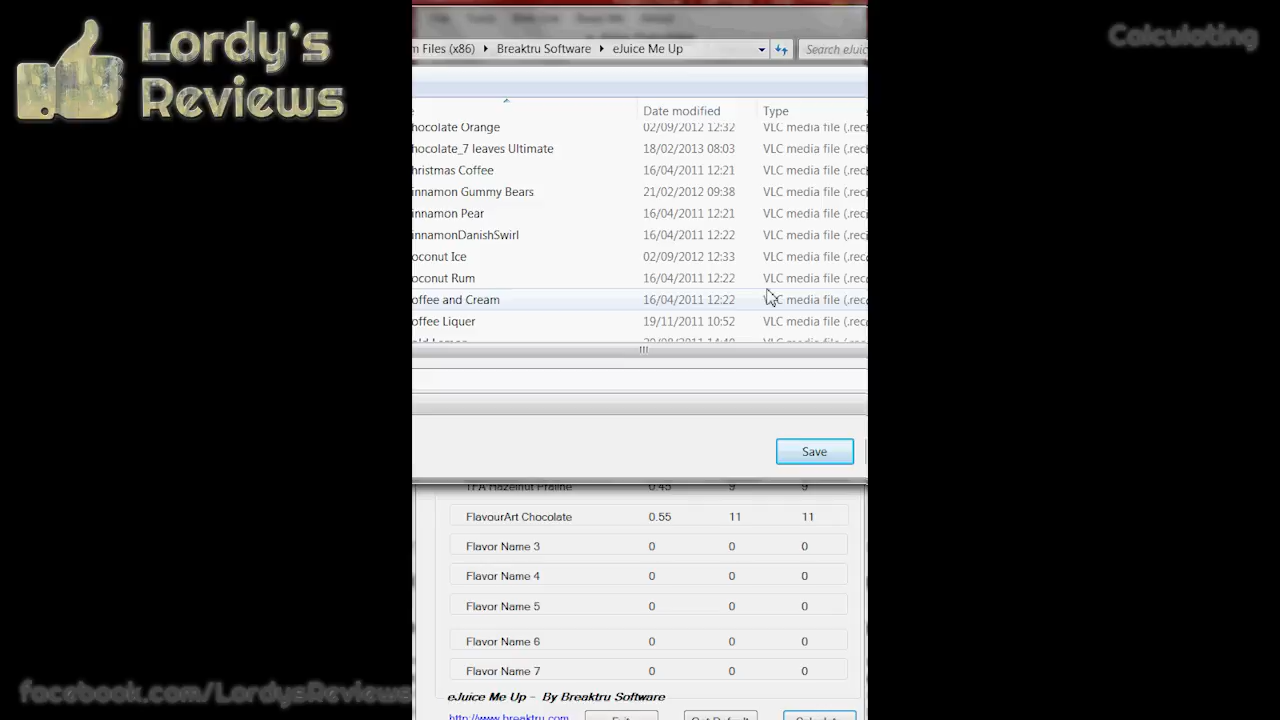 Lordy's
Reviews
Calculating
m Files (x86) Breaktru Software eJuice Me Up Search eJuic
Date modified Type
hocolate Orange 02/09/2012 12:32 VLC media file (.rec
hocolate_7 leaves Ultimate 18/02/2013 08:03 VLC media file (.rec
hristmas Coffee 16/04/2011 12:21 VLC media file (.rec
innamon Gummy Bears 21/02/2012 09:38 VLC media file (.rec
innamon Pear 16/04/2011 12:21 VLC media file (.rec
innamonDanishSwirl 16/04/2011 12:22 VLC media file (.rec
oconut Ice 02/09/2012 12:33 VLC media file (.rec
oconut Rum 16/04/2011 12:22 VLC media file (.rec
offee and Cream 16/04/2011 12:22 VLC media file (.rec
offee Liquer 19/11/2011 10:52 VLC media file (.rec
Save
TFA Hazelnut Praline 0.45 9 9
FlavourArt Chocolate 0.55 11 11
Flavor Name 3 0 0 0
Flavor Name 4 0 0 0
Flavor Name 5 0 0 0
Flavor Name 6 0 0 0
Flavor Name 7 0 0 0
eJuice Me Up - By Breaktru Software
http://www.breaktru.com
facebook.com/LordysReviews